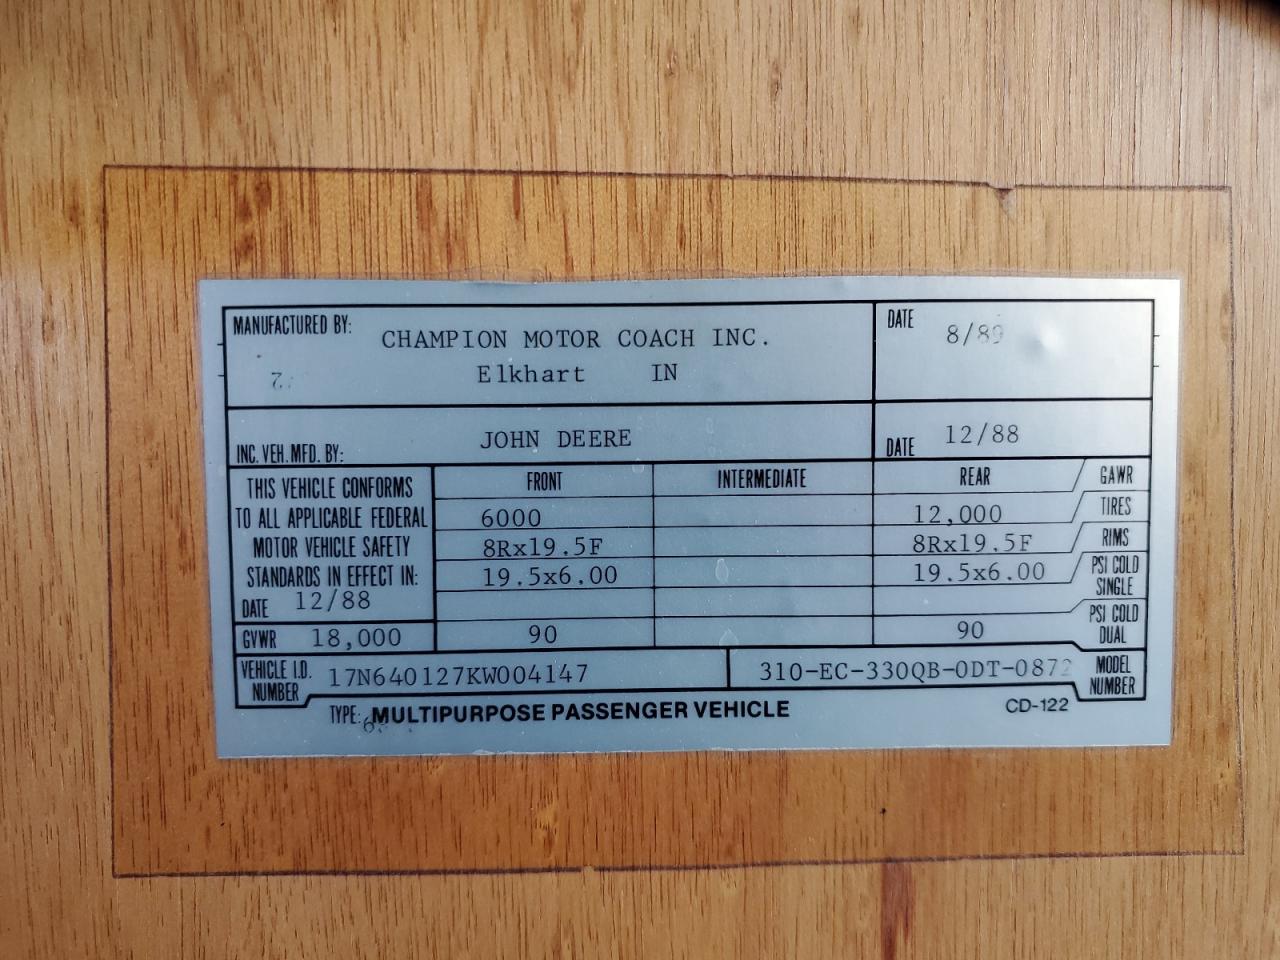 MANUFACTURED BY: CHAMPION MOTOR COACH INC. DATE 8/89
Elkhart IN
INC. VEH. MFD. BY: JOHN DEERE DATE 12/88
THIS VEHICLE CONFORMS FRONT INTERMEDIATE REAR GAWR
TO ALL APPLICABLE FEDERAL 6000 12,000 TIRES
MOTOR VEHICLE SAFETY 8Rx19.5F 8Rx19.5F RIMS
STANDARDS IN EFFECT IN: 19.5x6.00 19.5x6.00 PSI COLD SINGLE
DATE 12/88
GVWR 18,000 90 90 PSI COLD DUAL
VEHICLE I.D. NUMBER 17N640127KW004147 310-EC-330QB-0DT-0872 MODEL NUMBER
TYPE: MULTIPURPOSE PASSENGER VEHICLE CD-122